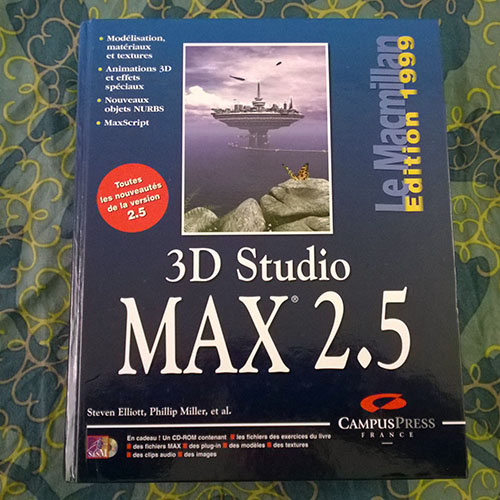 • Modélisation,
matériaux
et textures
• Animations 3D
et effets
spéciaux
• Nouveaux
objets NURBS
• MaxScript
Le Macmillan
Edition 1999
Toutes
les nouveautés
de la version
2.5
3D Studio
MAX® 2.5
Steven Elliott, Phillip Miller, et al.
CAMPUSPRESS
FRANCE
En cadeau ! Un CD-ROM contenant ■ les fichiers des exercices du livre
■ des fichiers MAX ■ des plug-in ■ des modèles ■ des textures
■ des clips audio ■ des images